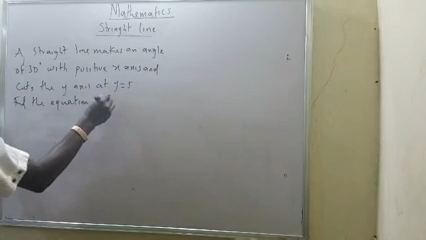 Mathematics
Straight line
A straight line makes an angle
of 30° with positive x axis and
cuts the y axis at y=5
find the equation